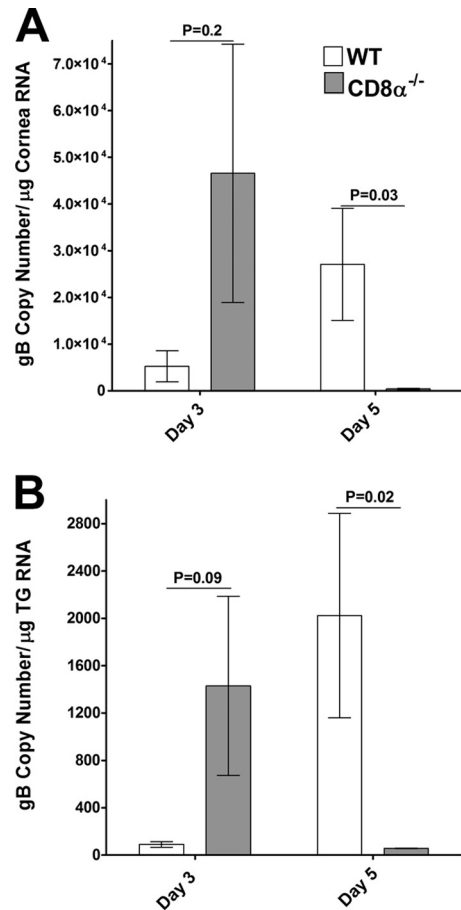 A
P=0.2
WT
CD8α⁻/⁻
7.0×10⁴
6.0×10⁴
5.0×10⁴
4.0×10⁴
3.0×10⁴
2.0×10⁴
1.0×10⁴
0
gB Copy Number/µg Cornea RNA
P=0.03
Day 3
Day 5
B
2800
2400
2000
1600
1200
800
400
0
gB Copy Number/µg TG RNA
P=0.02
P=0.09
Day 3
Day 5